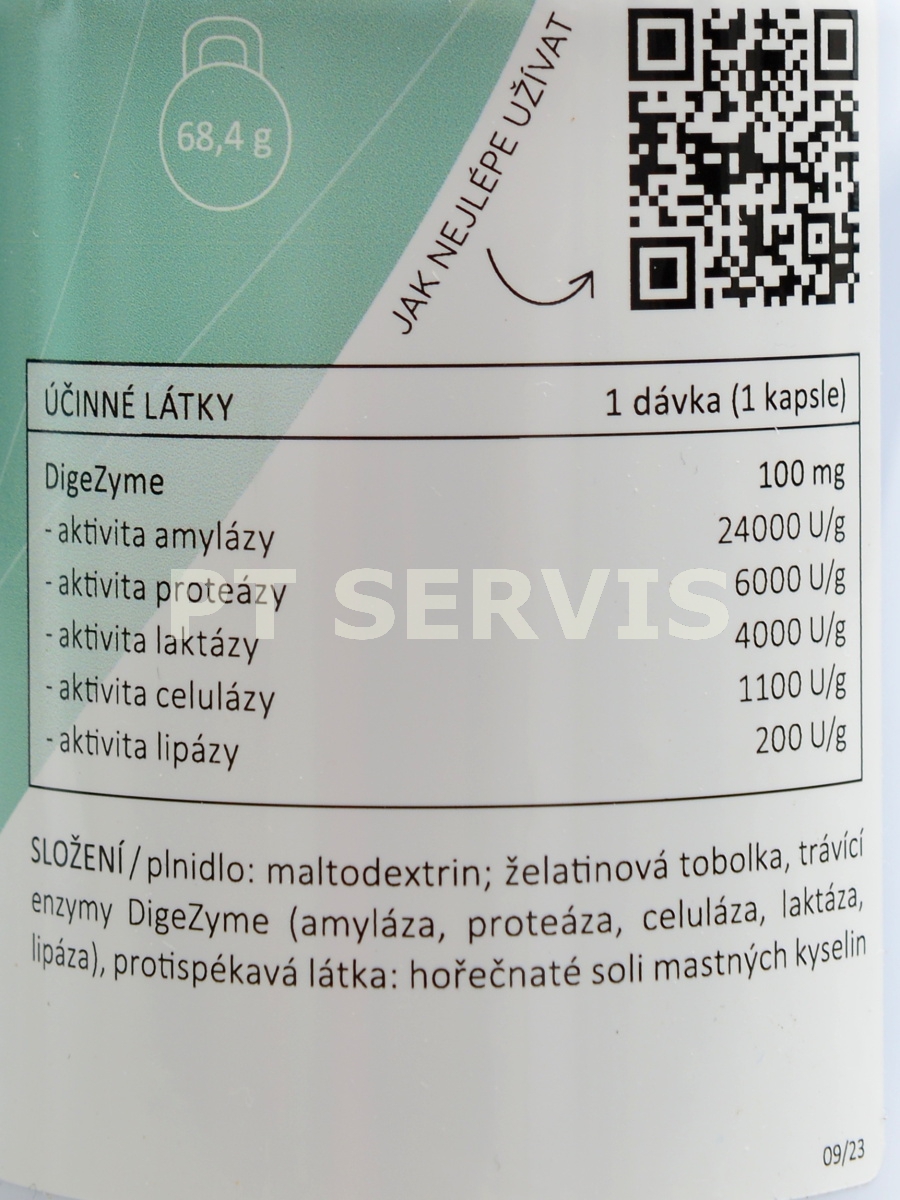 68,4 g
JAK NEJLÉPE UŽÍVAT
ÚČINNÉ LÁTKY 1 dávka (1 kapsle)
DigeZyme 100 mg
- aktivita amylázy 24000 U/g
- aktivita proteázy 6000 U/g
PT SERVIS
- aktivita laktázy 4000 U/g
- aktivita celulázy 1100 U/g
- aktivita lipázy 200 U/g
SLOŽENÍ / plnidlo: maltodextrin; želatinová tobolka, trávící
enzymy DigeZyme (amyláza, proteáza, celuláza, laktáza,
lipáza), protispékavá látka: hořečnaté soli mastných kyselin
09/23